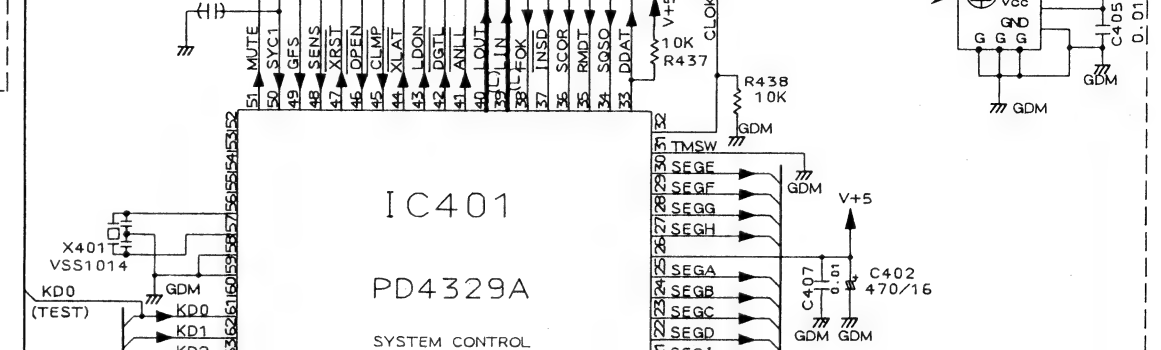 V+5
CLOK
VCC
GND
G G G
C405
0.01
MUTE
SYC1
GFS
SENS
XRST
OPEN
CLMP
XLAT
LDON
DGTL
ANLL
LOUT
LIN
FOK
INSD
SCOR
RMDT
SQSO
DDAT
(L)
(L
10K
R437
51 50 49 48 47 46 45 44 43 42 41 40 39 38 37 36 35 34 33
R438
10K
GDM
GDM
GDM
52
53
54
55
56
57
58
59
60
61
62
32
31
30
29
28
27
26
25
24
23
22
TMSW
GDM
SEGE
SEGF
SEGG
SEGH
SEGA
SEGB
SEGC
SEGD
IC401
PD4329A
SYSTEM CONTROL
X401
VSS1014
GDM
KD0
(TEST)
KD0
KD1
V+5
C407
0.01
C402
470/16
GDM GDM